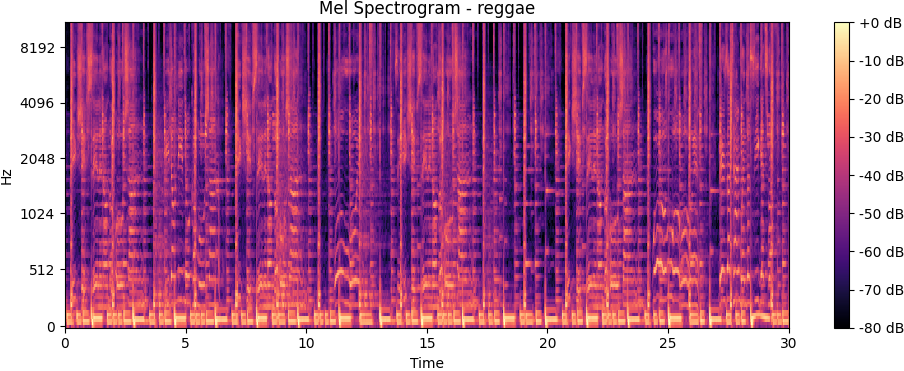 Mel Spectrogram - reggae
Hz
8192
4096
2048
1024
512
0
0 5 10 15 20 25 30
Time
+0 dB
-10 dB
-20 dB
-30 dB
-40 dB
-50 dB
-60 dB
-70 dB
-80 dB